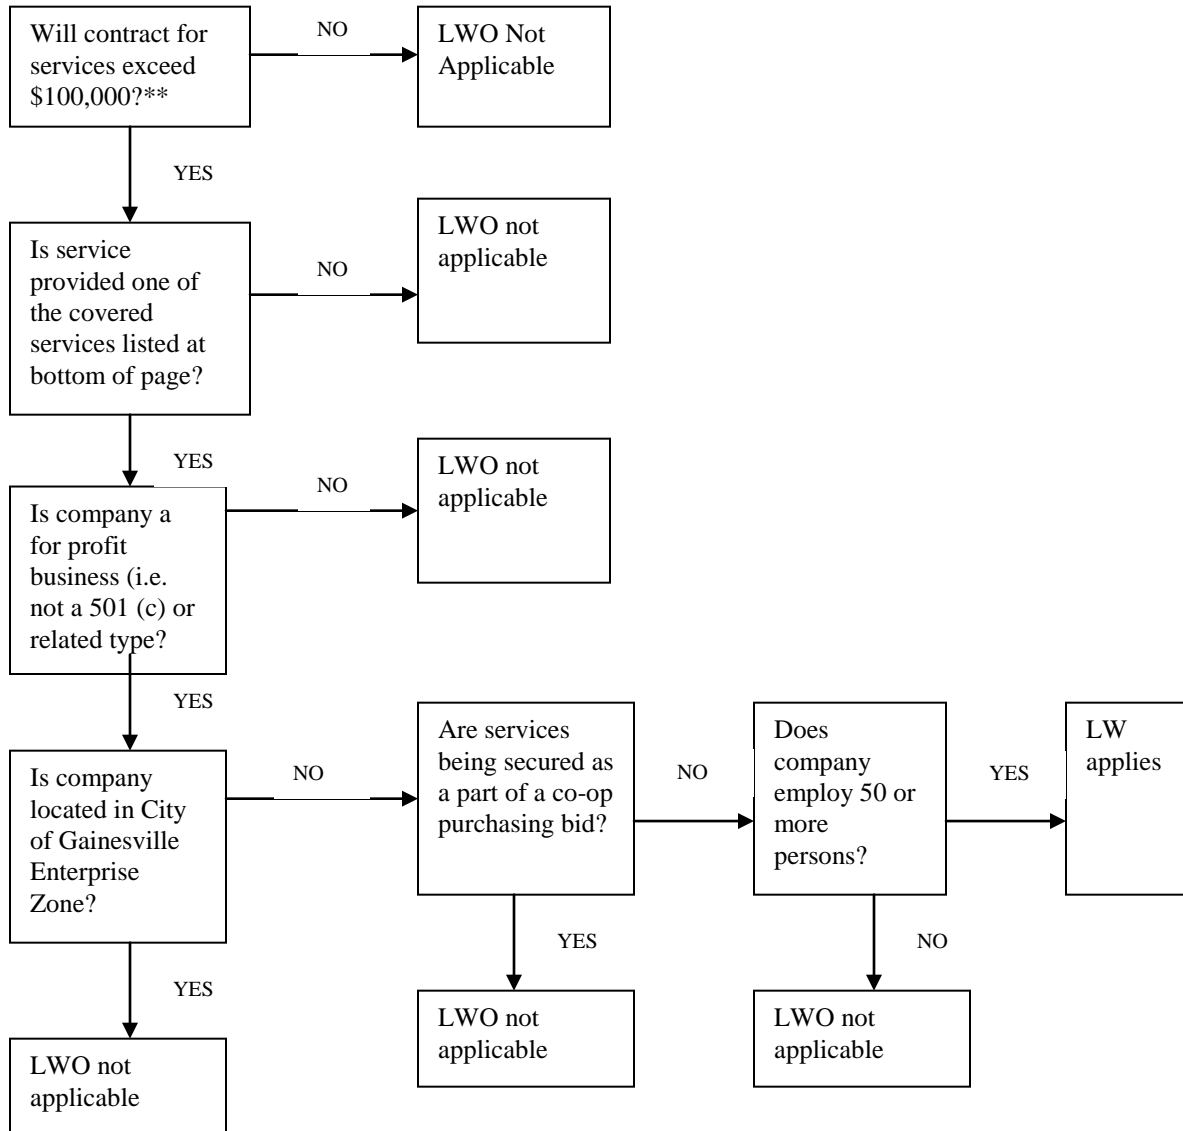 Will contract for
services exceed
$100,000?**
NO
LWO Not
Applicable
YES
Is service
provided one of
the covered
services listed at
bottom of page?
NO
LWO not
applicable
YES
Is company a
for profit
business (i.e.
not a 501 (c) or
related type?
NO
LWO not
applicable
YES
Is company
located in City
of Gainesville
Enterprise
Zone?
NO
Are services
being secured as
a part of a co-op
purchasing bid?
NO
Does
company
employ 50 or
more
persons?
YES
LW
applies
YES
LWO not
applicable
YES
LWO not
applicable
NO
LWO not
applicable